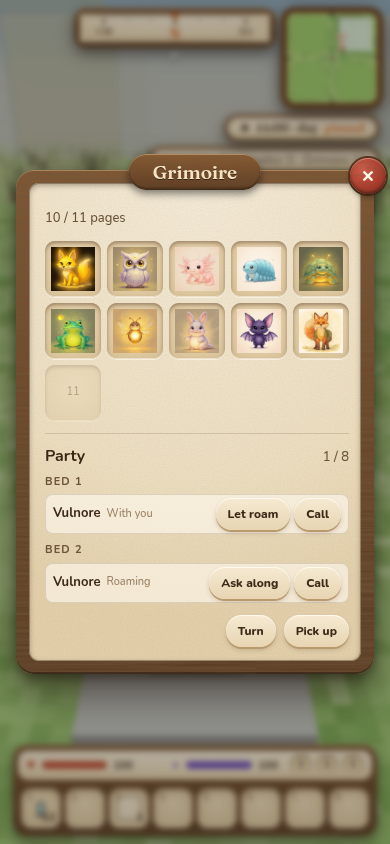 Grimoire
10 / 11 pages
11
Party 1 / 8
BED 1
Vulnore With you Let roam Call
BED 2
Vulnore Roaming Ask along Call
Turn Pick up